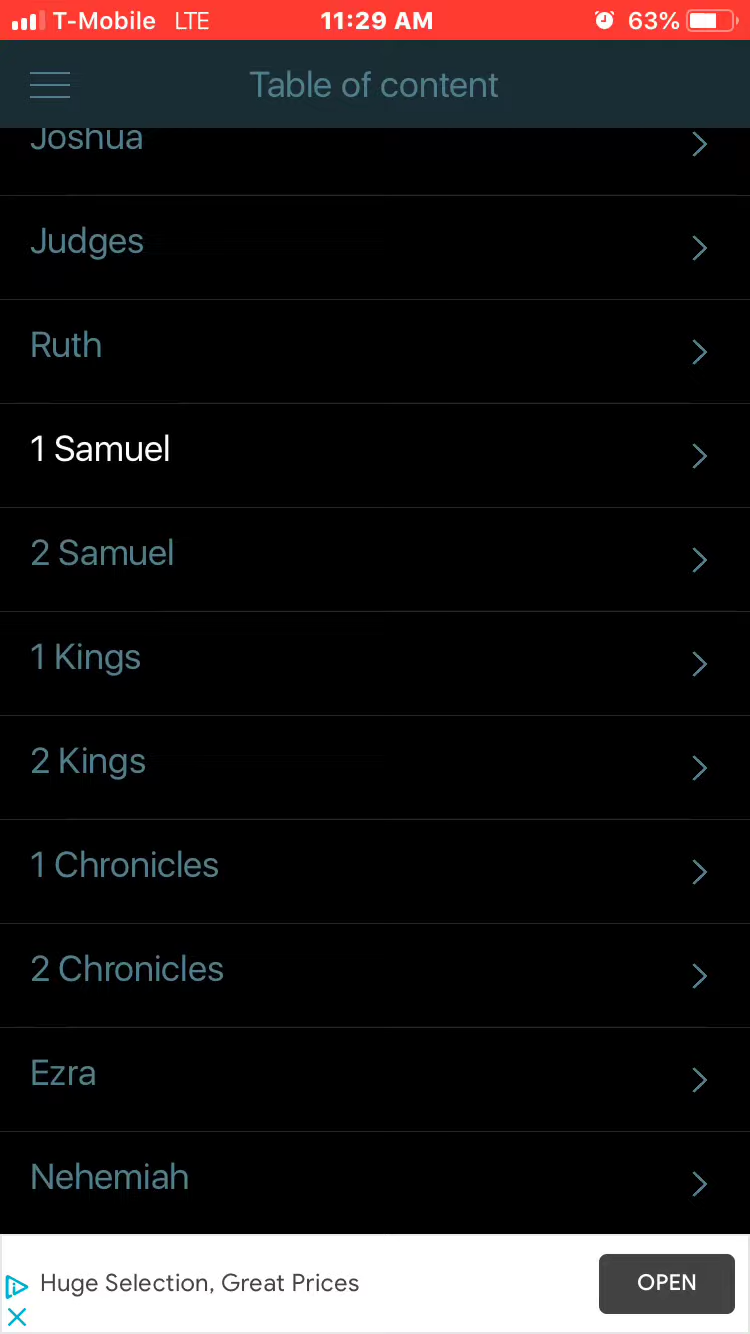 T-Mobile LTE 11:29 AM 63%
Table of content
Joshua
Judges
Ruth
1 Samuel
2 Samuel
1 Kings
2 Kings
1 Chronicles
2 Chronicles
Ezra
Nehemiah
Huge Selection, Great Prices
OPEN